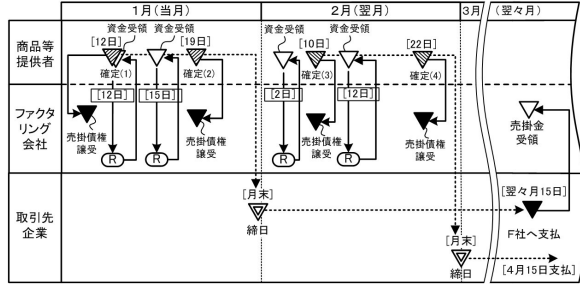 1月(当月)
2月(翌月)
3月 (翌々月)
商品等
提供者
資金受領
資金受領
[12日]
[19日]
確定(1)
確定(2)
資金受領
資金受領
[10日]
[22日]
確定(3)
確定(4)
ファクタ
リング
会社
[12日]
[15日]
[2日]
[12日]
売掛債権
譲受
売掛債権
譲受
売掛債権
譲受
売掛債権
譲受
売掛金
受領
R
R
R
R
取引先
企業
[月末]
締日
[翌々月15日]
F社へ支払
[月末]
締日
[4月15日支払]